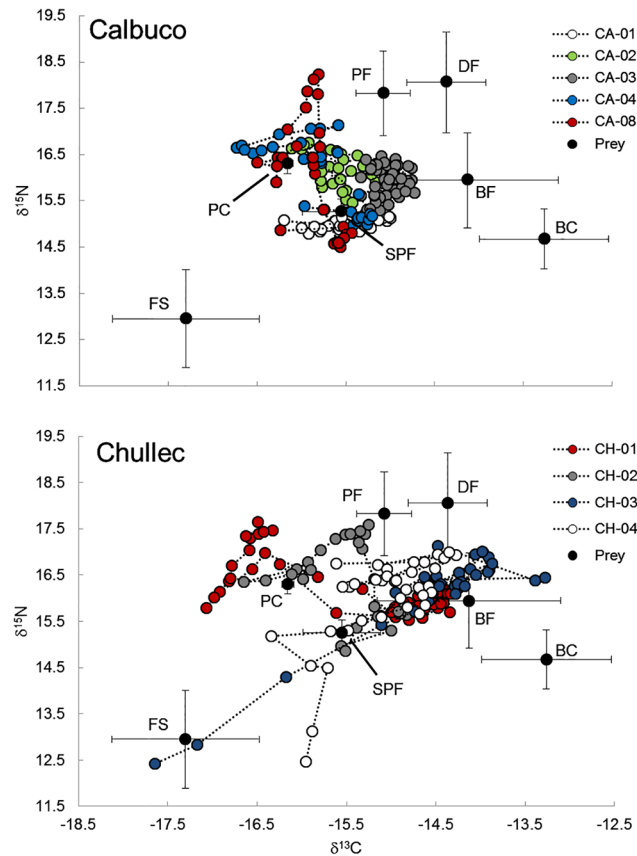 Calbuco
19.5
18.5
17.5
16.5
15.5
14.5
13.5
12.5
11.5
δ15N
PF
DF
PC
BF
SPF
BC
FS
CA-01
CA-02
CA-03
CA-04
CA-08
Prey
Chullec
19.5
18.5
17.5
16.5
15.5
14.5
13.5
12.5
11.5
δ15N
PF
DF
PC
BF
SPF
BC
FS
CH-01
CH-02
CH-03
CH-04
Prey
-18.5 -17.5 -16.5 -15.5 -14.5 -13.5 -12.5
δ13C